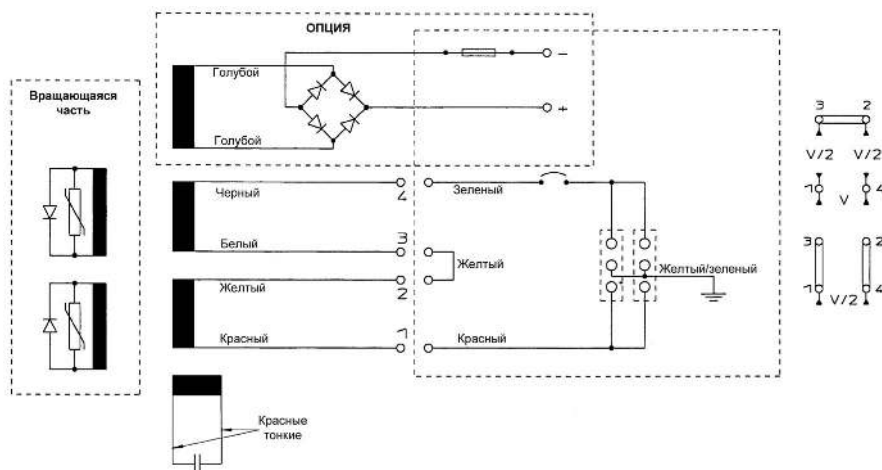 ОПЦИЯ
Вращающаяся
часть
Голубой
Голубой
−
+
Черный
4
Зеленый
Белый
3
Желтый
Желтый
2
Желтый/зеленый
Красный
1
Красный
Красные
тонкие
3 2
V/2 V/2
1 4
V
3 2
1 4
V/2